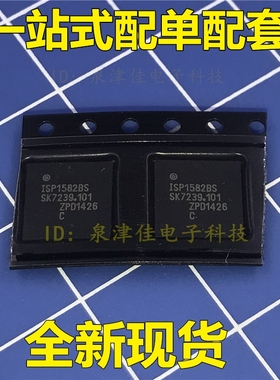 一站式配单配套
ID: 泉津佳电子科技
ISP1582BS
SK7239.101
ZPD1426
C
ISP1582BS
SK7239.101
ZPD1426
C
ID: 泉津佳电子科技
全新现货